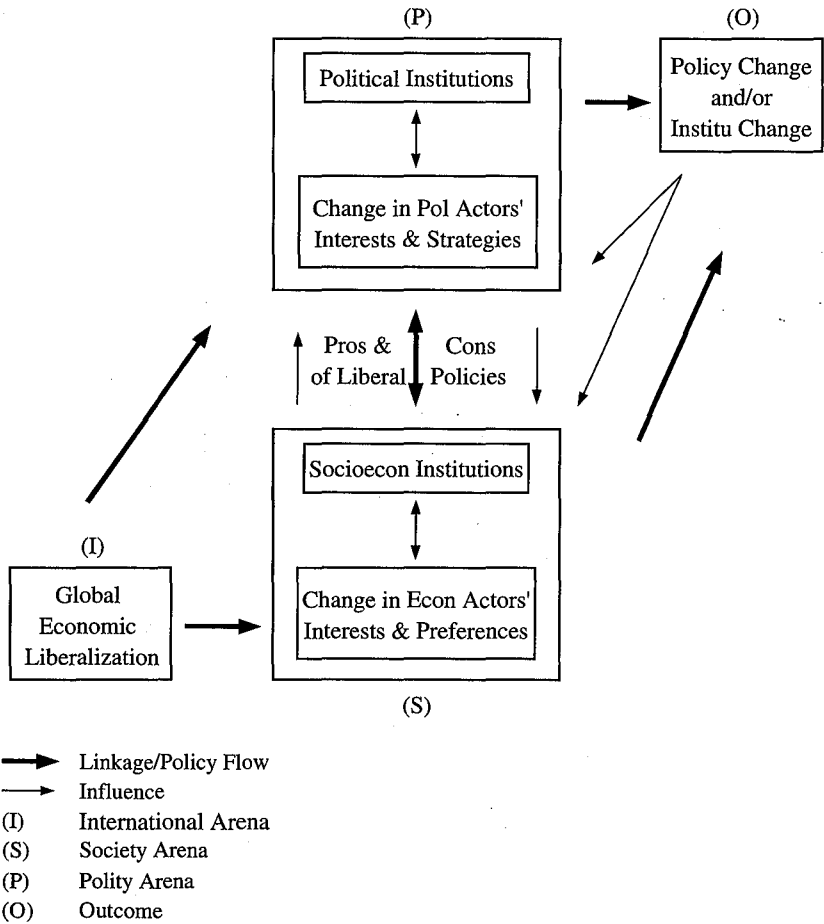 (P)
(O)
Political Institutions
Policy Change
and/or
Institu Change
Change in Pol Actors'
Interests & Strategies
Pros & Cons
of Liberal Policies
Socioecon Institutions
(I)
Global
Economic
Liberalization
Change in Econ Actors'
Interests & Preferences
(S)
Linkage/Policy Flow
Influence
(I) International Arena
(S) Society Arena
(P) Polity Arena
(O) Outcome